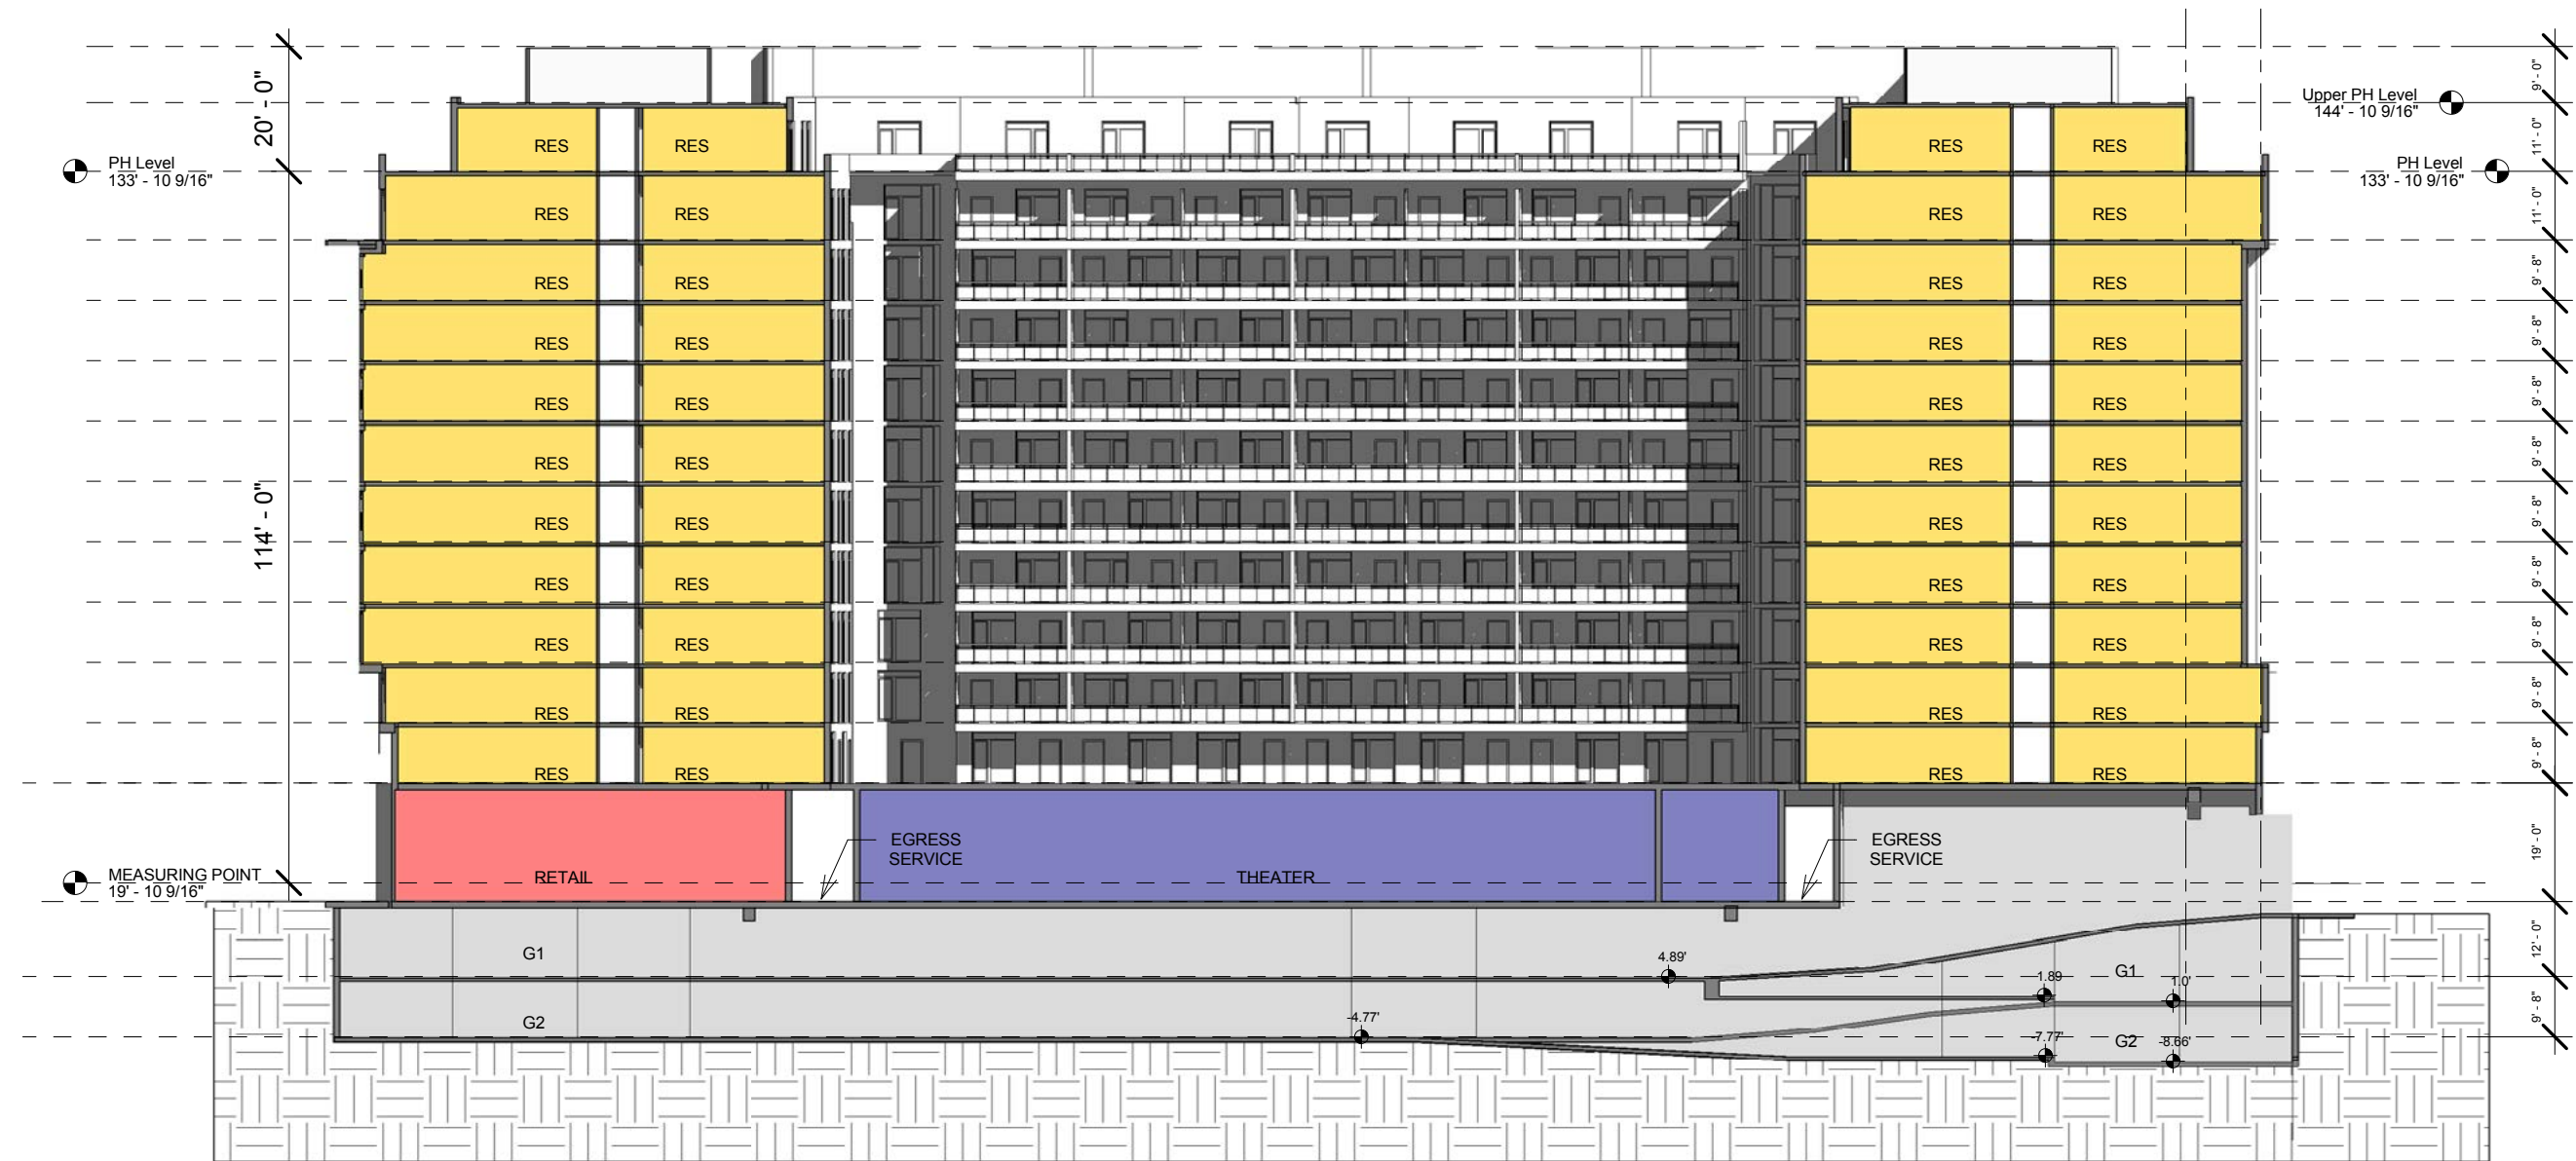 20' - 0"
9' - 0"
Upper PH Level
144' - 10 9/16"
RES RES RES RES
11' - 0"
PH Level
133' - 10 9/16"
PH Level
133' - 10 9/16"
RES RES RES RES
11' - 0"
RES RES RES RES
9' - 8"
RES RES RES RES
9' - 8"
RES RES RES RES
9' - 8"
RES RES RES RES
9' - 8"
114' - 0"
RES RES RES RES
9' - 8"
RES RES RES RES
9' - 8"
RES RES RES RES
9' - 8"
RES RES RES RES
9' - 8"
RES RES RES RES
9' - 8"
EGRESS
SERVICE
EGRESS
SERVICE
19' - 0"
MEASURING POINT
19' - 10 9/16"
RETAIL
THEATER
G1
4.89'
G1
12' - 0"
1.89
1.0'
G2
-4.77'
-7.77'
G2
-8.66'
9' - 8"